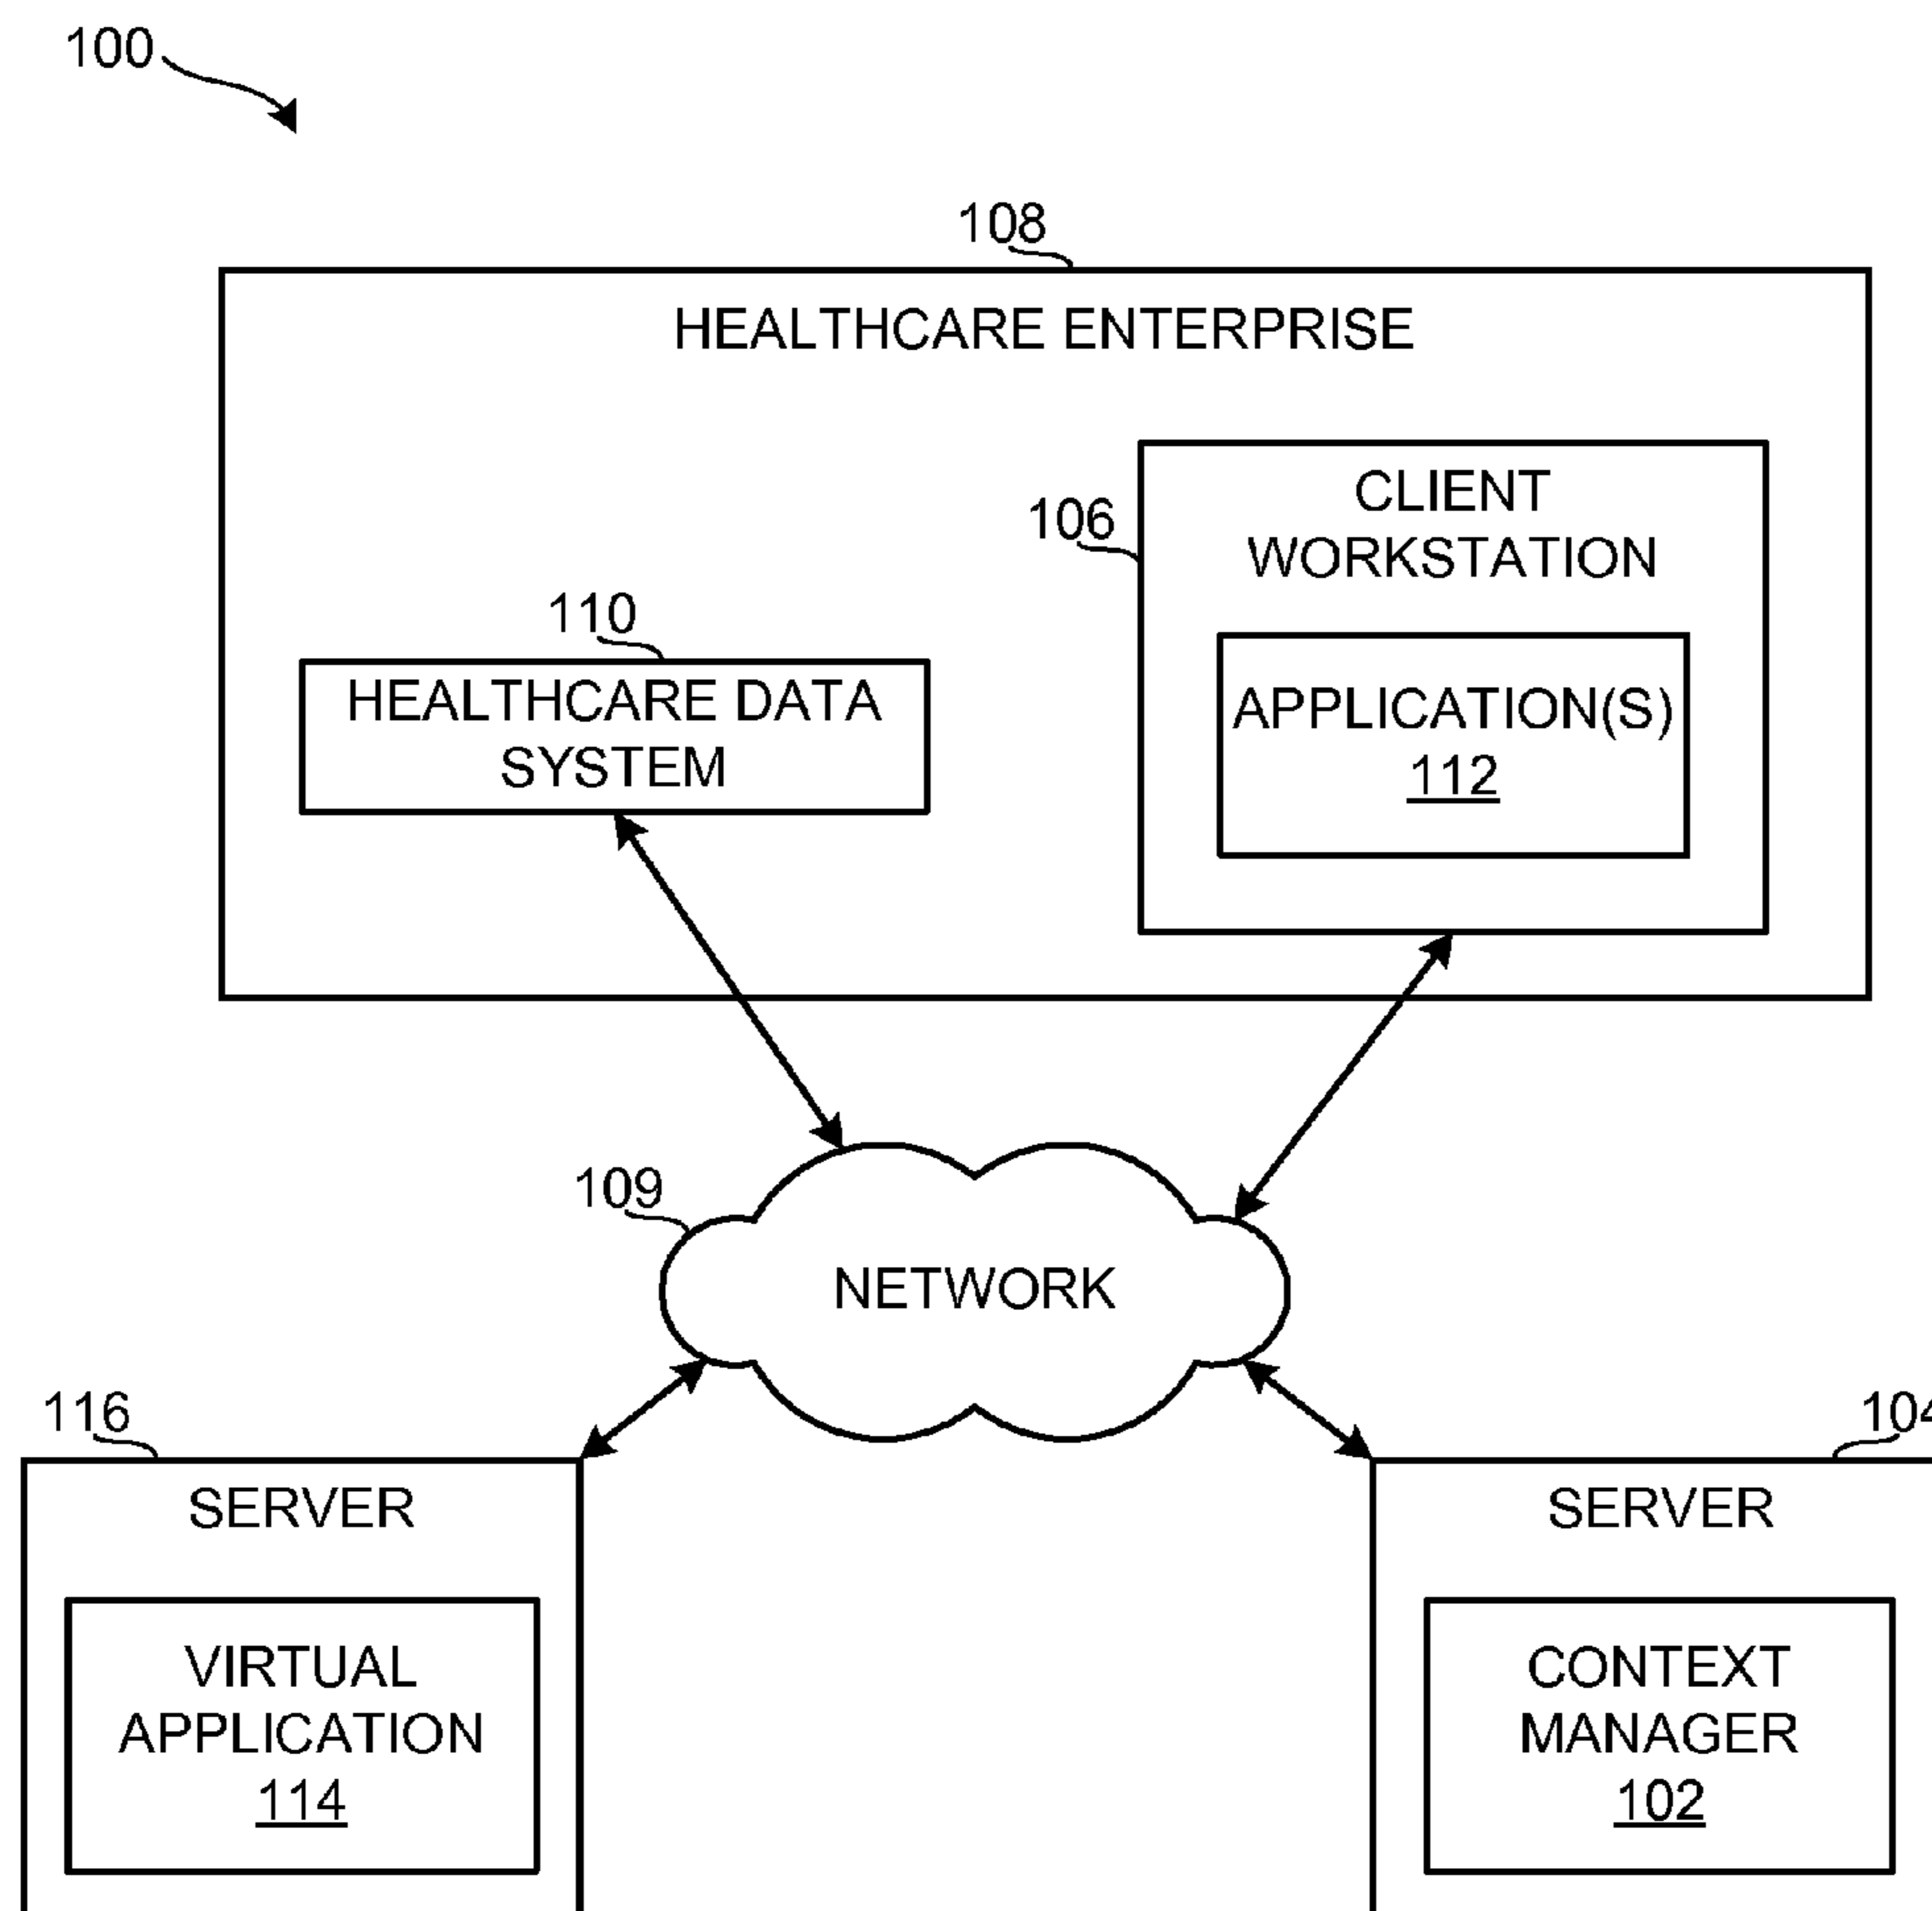 100
108
HEALTHCARE ENTERPRISE
106
CLIENT
WORKSTATION
110
HEALTHCARE DATA
SYSTEM
APPLICATION(S)
112
109
NETWORK
116
SERVER
VIRTUAL
APPLICATION
114
104
SERVER
CONTEXT
MANAGER
102